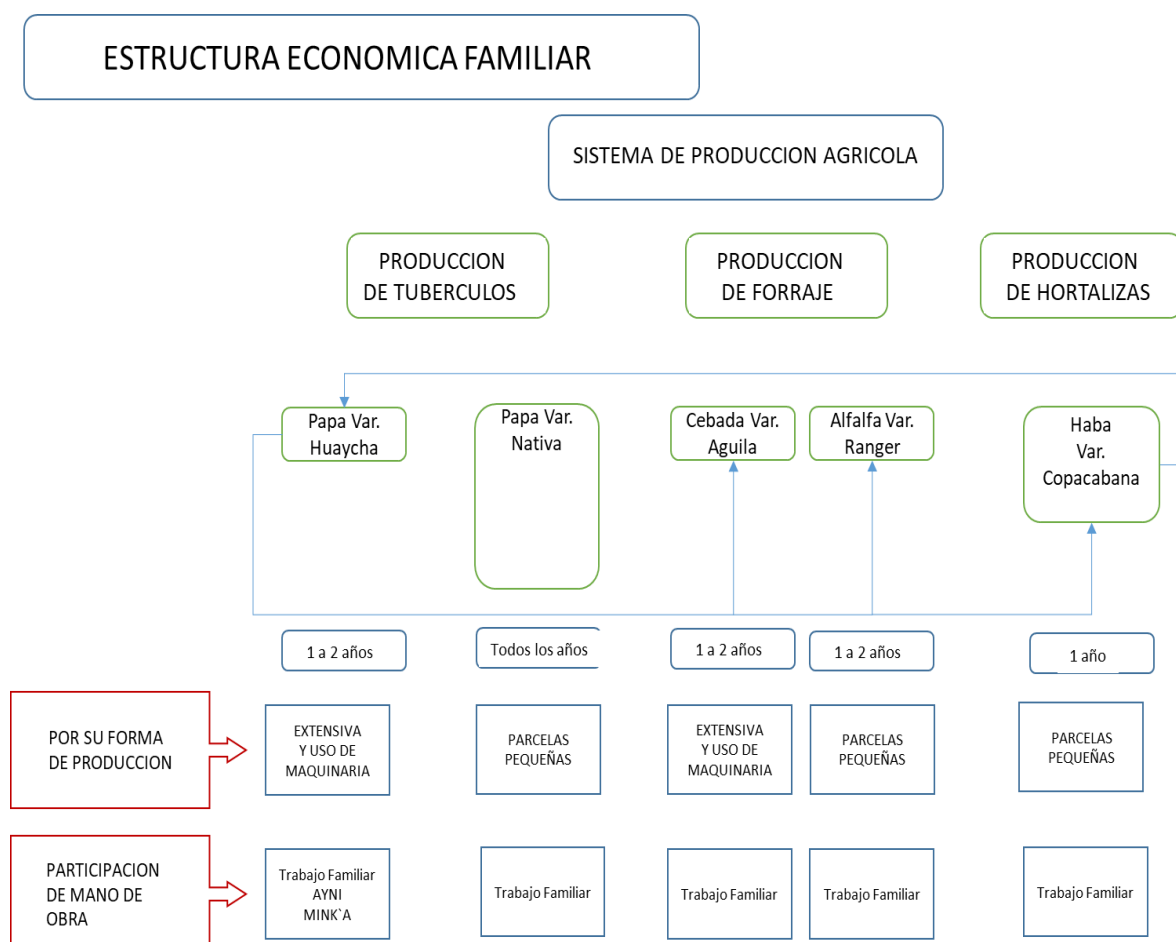 ESTRUCTURA ECONOMICA FAMILIAR
SISTEMA DE PRODUCCION AGRICOLA
PRODUCCION
DE TUBERCULOS
PRODUCCION
DE FORRAJE
PRODUCCION
DE HORTALIZAS
Papa Var.
Huaycha
Papa Var.
Nativa
Cebada Var.
Aguila
Alfalfa Var.
Ranger
Haba
Var.
Copacabana
1 a 2 años
Todos los años
1 a 2 años
1 a 2 años
1 año
POR SU FORMA
DE PRODUCCION
EXTENSIVA
Y USO DE
MAQUINARIA
PARCELAS
PEQUEÑAS
EXTENSIVA
Y USO DE
MAQUINARIA
PARCELAS
PEQUEÑAS
PARCELAS
PEQUEÑAS
PARTICIPACION
DE MANO DE
OBRA
Trabajo Familiar
AYNI
MINK`A
Trabajo Familiar
Trabajo Familiar
Trabajo Familiar
Trabajo Familiar